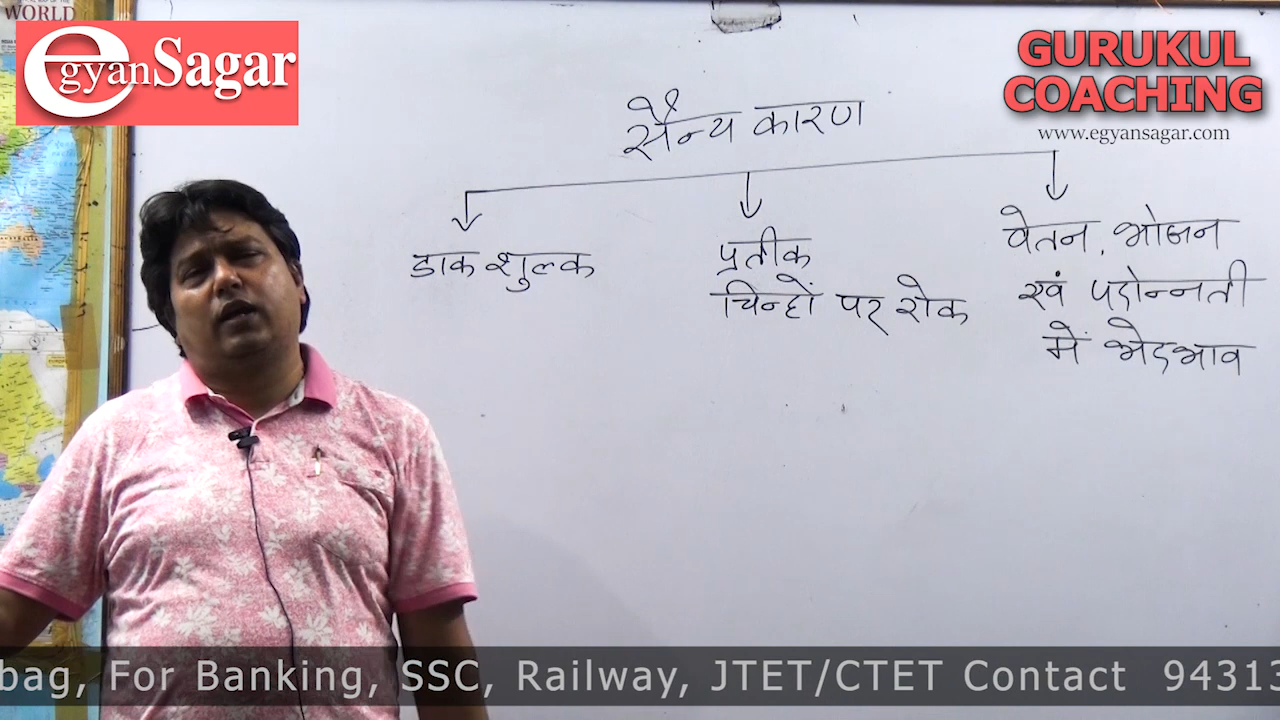 WORLD
egyanSagar
GURUKUL
COACHING
www.egyansagar.com
सैन्य कारण
डाक शुल्क
प्रतीक
चिन्हों पर रोक
वेतन, भोजन
एवं पदोन्नती
में भेदभाव
bag, For Banking, SSC, Railway, JTET/CTET Contact 94313